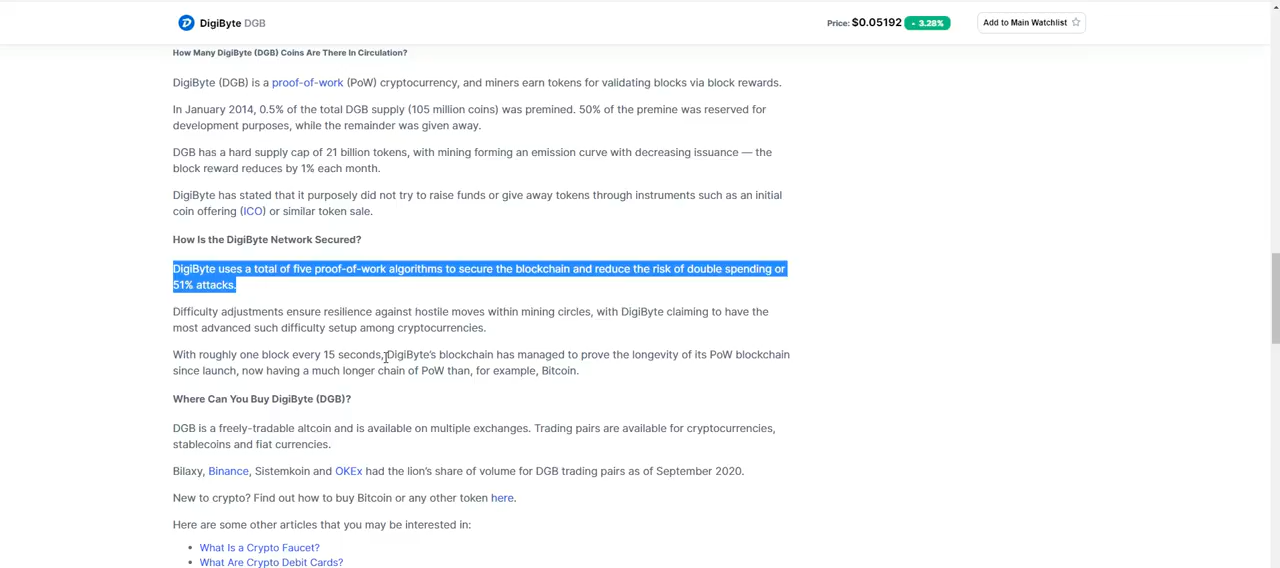 DigiByte DGB
Price: $0.05192 3.28%
Add to Main Watchlist
How Many DigiByte (DGB) Coins Are There In Circulation?
DigiByte (DGB) is a proof-of-work (PoW) cryptocurrency, and miners earn tokens for validating blocks via block rewards.
In January 2014, 0.5% of the total DGB supply (105 million coins) was premined. 50% of the premine was reserved for
development purposes, while the remainder was given away.
DGB has a hard supply cap of 21 billion tokens, with mining forming an emission curve with decreasing issuance — the
block reward reduces by 1% each month.
DigiByte has stated that it purposely did not try to raise funds or give away tokens through instruments such as an initial
coin offering (ICO) or similar token sale.
How Is the DigiByte Network Secured?
DigiByte uses a total of five proof-of-work algorithms to secure the blockchain and reduce the risk of double spending or
51% attacks.
Difficulty adjustments ensure resilience against hostile moves within mining circles, with DigiByte claiming to have the
most advanced such difficulty setup among cryptocurrencies.
With roughly one block every 15 seconds, DigiByte's blockchain has managed to prove the longevity of its PoW blockchain
since launch, now having a much longer chain of PoW than, for example, Bitcoin.
Where Can You Buy DigiByte (DGB)?
DGB is a freely-tradable altcoin and is available on multiple exchanges. Trading pairs are available for cryptocurrencies,
stablecoins and fiat currencies.
Bilaxy, Binance, Sistemkoin and OKEx had the lion's share of volume for DGB trading pairs as of September 2020.
New to crypto? Find out how to buy Bitcoin or any other token here.
Here are some other articles that you may be interested in:
• What Is a Crypto Faucet?
• What Are Crypto Debit Cards?